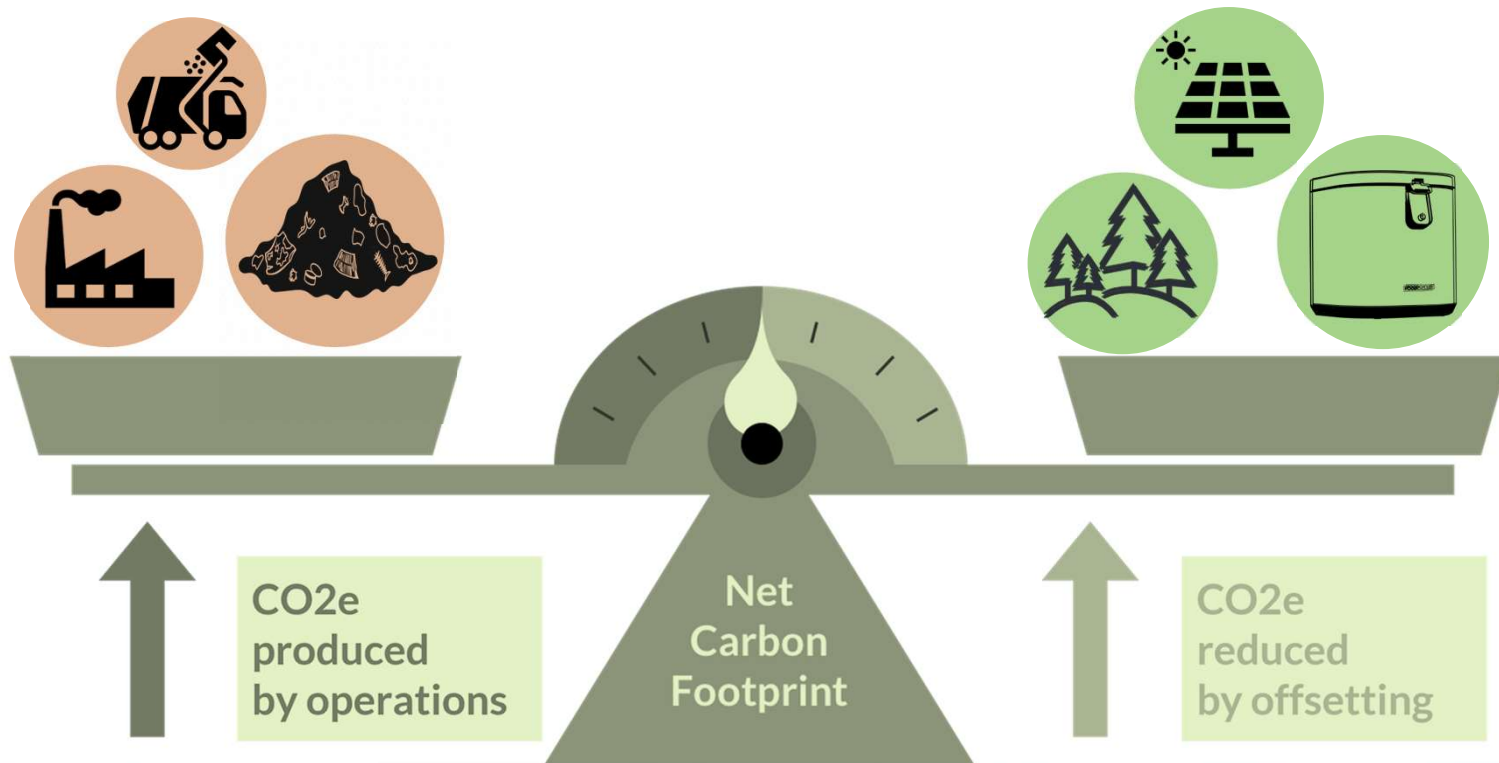 CO2e
produced
by operations
Net
Carbon
Footprint
CO2e
reduced
by offsetting